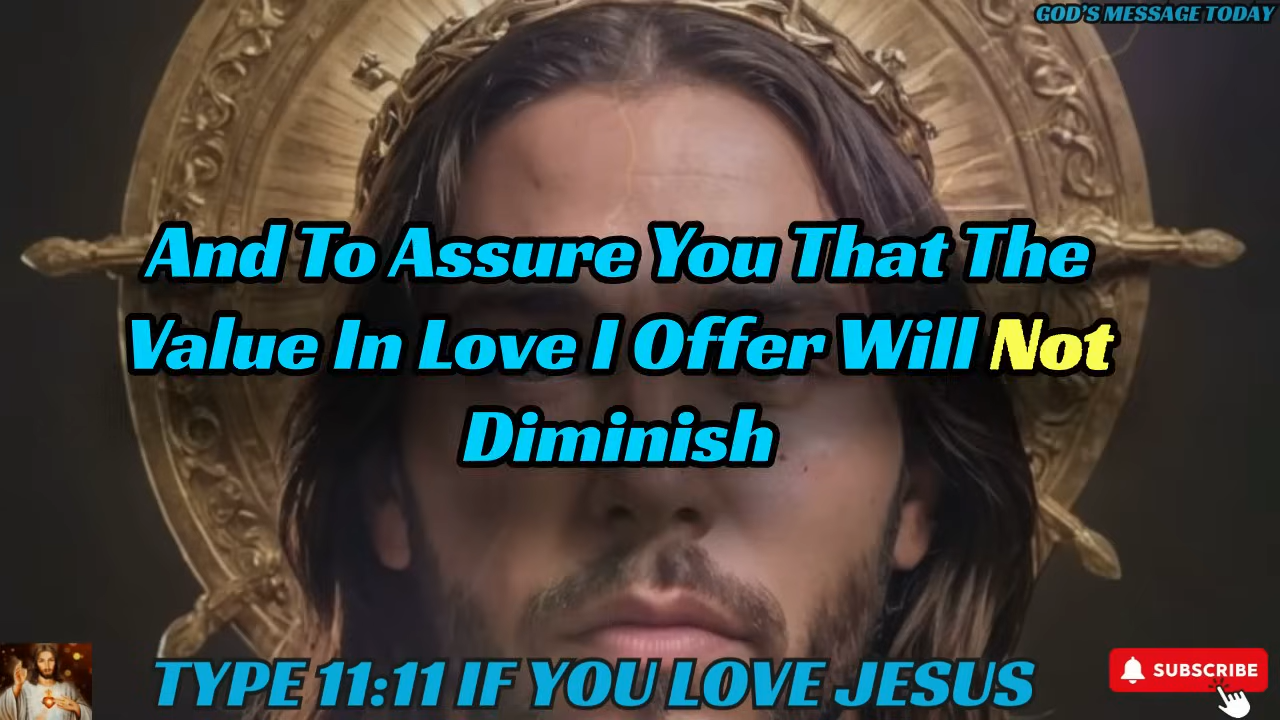 GOD'S MESSAGE TODAY
And To Assure You That The
Value In Love I Offer Will Not
Diminish
TYPE 11:11 IF YOU LOVE JESUS
SUBSCRIBE